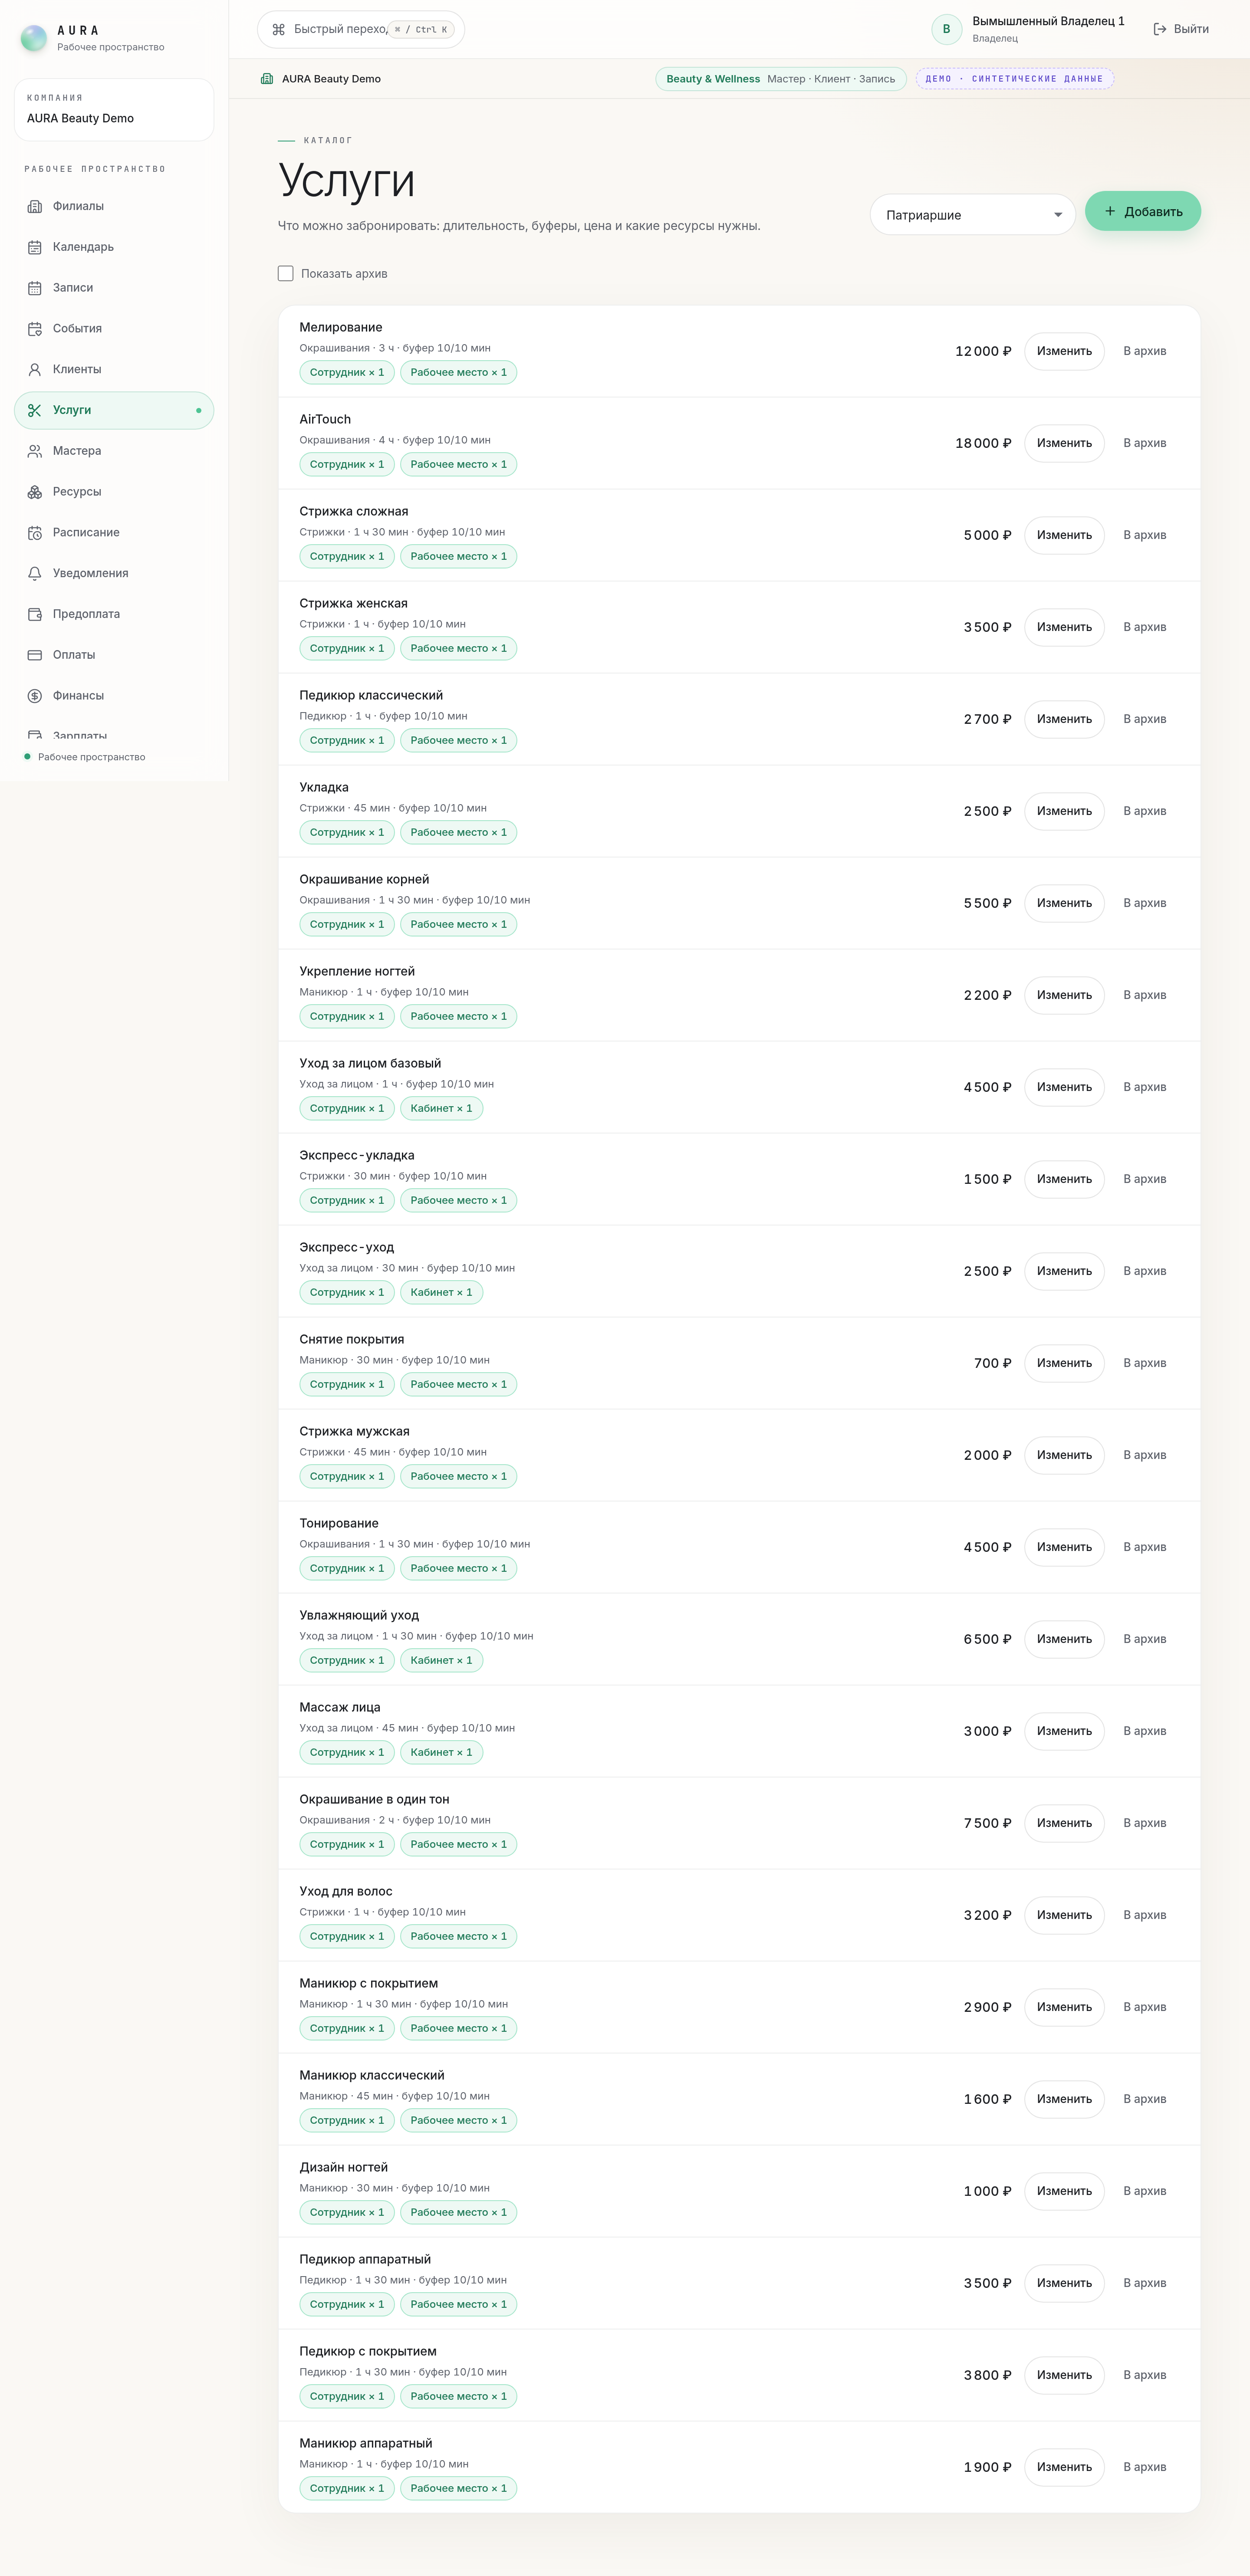 AURA
Рабочее пространство
КОМПАНИЯ
AURA Beauty Demo
РАБОЧЕЕ ПРОСТРАНСТВО
Филиалы
Календарь
Записи
События
Клиенты
Услуги
Мастера
Ресурсы
Расписание
Уведомления
Предоплата
Оплаты
Финансы
Зарплаты
Рабочее пространство
Быстрый переход ⌘ / Ctrl K
В Вымышленный Владелец 1
Владелец
Выйти
AURA Beauty Demo
Beauty & Wellness Мастер · Клиент · Запись
ДЕМО · СИНТЕТИЧЕСКИЕ ДАННЫЕ
КАТАЛОГ
Услуги
Что можно забронировать: длительность, буферы, цена и какие ресурсы нужны.
Патриаршие
+ Добавить
Показать архив
Мелирование
Окрашивания · 3 ч · буфер 10/10 мин
Сотрудник × 1 Рабочее место × 1
12 000 ₽ Изменить В архив
AirTouch
Окрашивания · 4 ч · буфер 10/10 мин
Сотрудник × 1 Рабочее место × 1
18 000 ₽ Изменить В архив
Стрижка сложная
Стрижки · 1 ч 30 мин · буфер 10/10 мин
Сотрудник × 1 Рабочее место × 1
5 000 ₽ Изменить В архив
Стрижка женская
Стрижки · 1 ч · буфер 10/10 мин
Сотрудник × 1 Рабочее место × 1
3 500 ₽ Изменить В архив
Педикюр классический
Педикюр · 1 ч · буфер 10/10 мин
Сотрудник × 1 Рабочее место × 1
2 700 ₽ Изменить В архив
Укладка
Стрижки · 45 мин · буфер 10/10 мин
Сотрудник × 1 Рабочее место × 1
2 500 ₽ Изменить В архив
Окрашивание корней
Окрашивания · 1 ч 30 мин · буфер 10/10 мин
Сотрудник × 1 Рабочее место × 1
5 500 ₽ Изменить В архив
Укрепление ногтей
Маникюр · 1 ч · буфер 10/10 мин
Сотрудник × 1 Рабочее место × 1
2 200 ₽ Изменить В архив
Уход за лицом базовый
Уход за лицом · 1 ч · буфер 10/10 мин
Сотрудник × 1 Кабинет × 1
4 500 ₽ Изменить В архив
Экспресс-укладка
Стрижки · 30 мин · буфер 10/10 мин
Сотрудник × 1 Рабочее место × 1
1 500 ₽ Изменить В архив
Экспресс-уход
Уход за лицом · 30 мин · буфер 10/10 мин
Сотрудник × 1 Кабинет × 1
2 500 ₽ Изменить В архив
Снятие покрытия
Маникюр · 30 мин · буфер 10/10 мин
Сотрудник × 1 Рабочее место × 1
700 ₽ Изменить В архив
Стрижка мужская
Стрижки · 45 мин · буфер 10/10 мин
Сотрудник × 1 Рабочее место × 1
2 000 ₽ Изменить В архив
Тонирование
Окрашивания · 1 ч 30 мин · буфер 10/10 мин
Сотрудник × 1 Рабочее место × 1
4 500 ₽ Изменить В архив
Увлажняющий уход
Уход за лицом · 1 ч 30 мин · буфер 10/10 мин
Сотрудник × 1 Кабинет × 1
6 500 ₽ Изменить В архив
Массаж лица
Уход за лицом · 45 мин · буфер 10/10 мин
Сотрудник × 1 Кабинет × 1
3 000 ₽ Изменить В архив
Окрашивание в один тон
Окрашивания · 2 ч · буфер 10/10 мин
Сотрудник × 1 Рабочее место × 1
7 500 ₽ Изменить В архив
Уход для волос
Стрижки · 1 ч · буфер 10/10 мин
Сотрудник × 1 Рабочее место × 1
3 200 ₽ Изменить В архив
Маникюр с покрытием
Маникюр · 1 ч 30 мин · буфер 10/10 мин
Сотрудник × 1 Рабочее место × 1
2 900 ₽ Изменить В архив
Маникюр классический
Маникюр · 45 мин · буфер 10/10 мин
Сотрудник × 1 Рабочее место × 1
1 600 ₽ Изменить В архив
Дизайн ногтей
Маникюр · 30 мин · буфер 10/10 мин
Сотрудник × 1 Рабочее место × 1
1 000 ₽ Изменить В архив
Педикюр аппаратный
Педикюр · 1 ч 30 мин · буфер 10/10 мин
Сотрудник × 1 Рабочее место × 1
3 500 ₽ Изменить В архив
Педикюр с покрытием
Педикюр · 1 ч 30 мин · буфер 10/10 мин
Сотрудник × 1 Рабочее место × 1
3 800 ₽ Изменить В архив
Маникюр аппаратный
Маникюр · 1 ч · буфер 10/10 мин
Сотрудник × 1 Рабочее место × 1
1 900 ₽ Изменить В архив